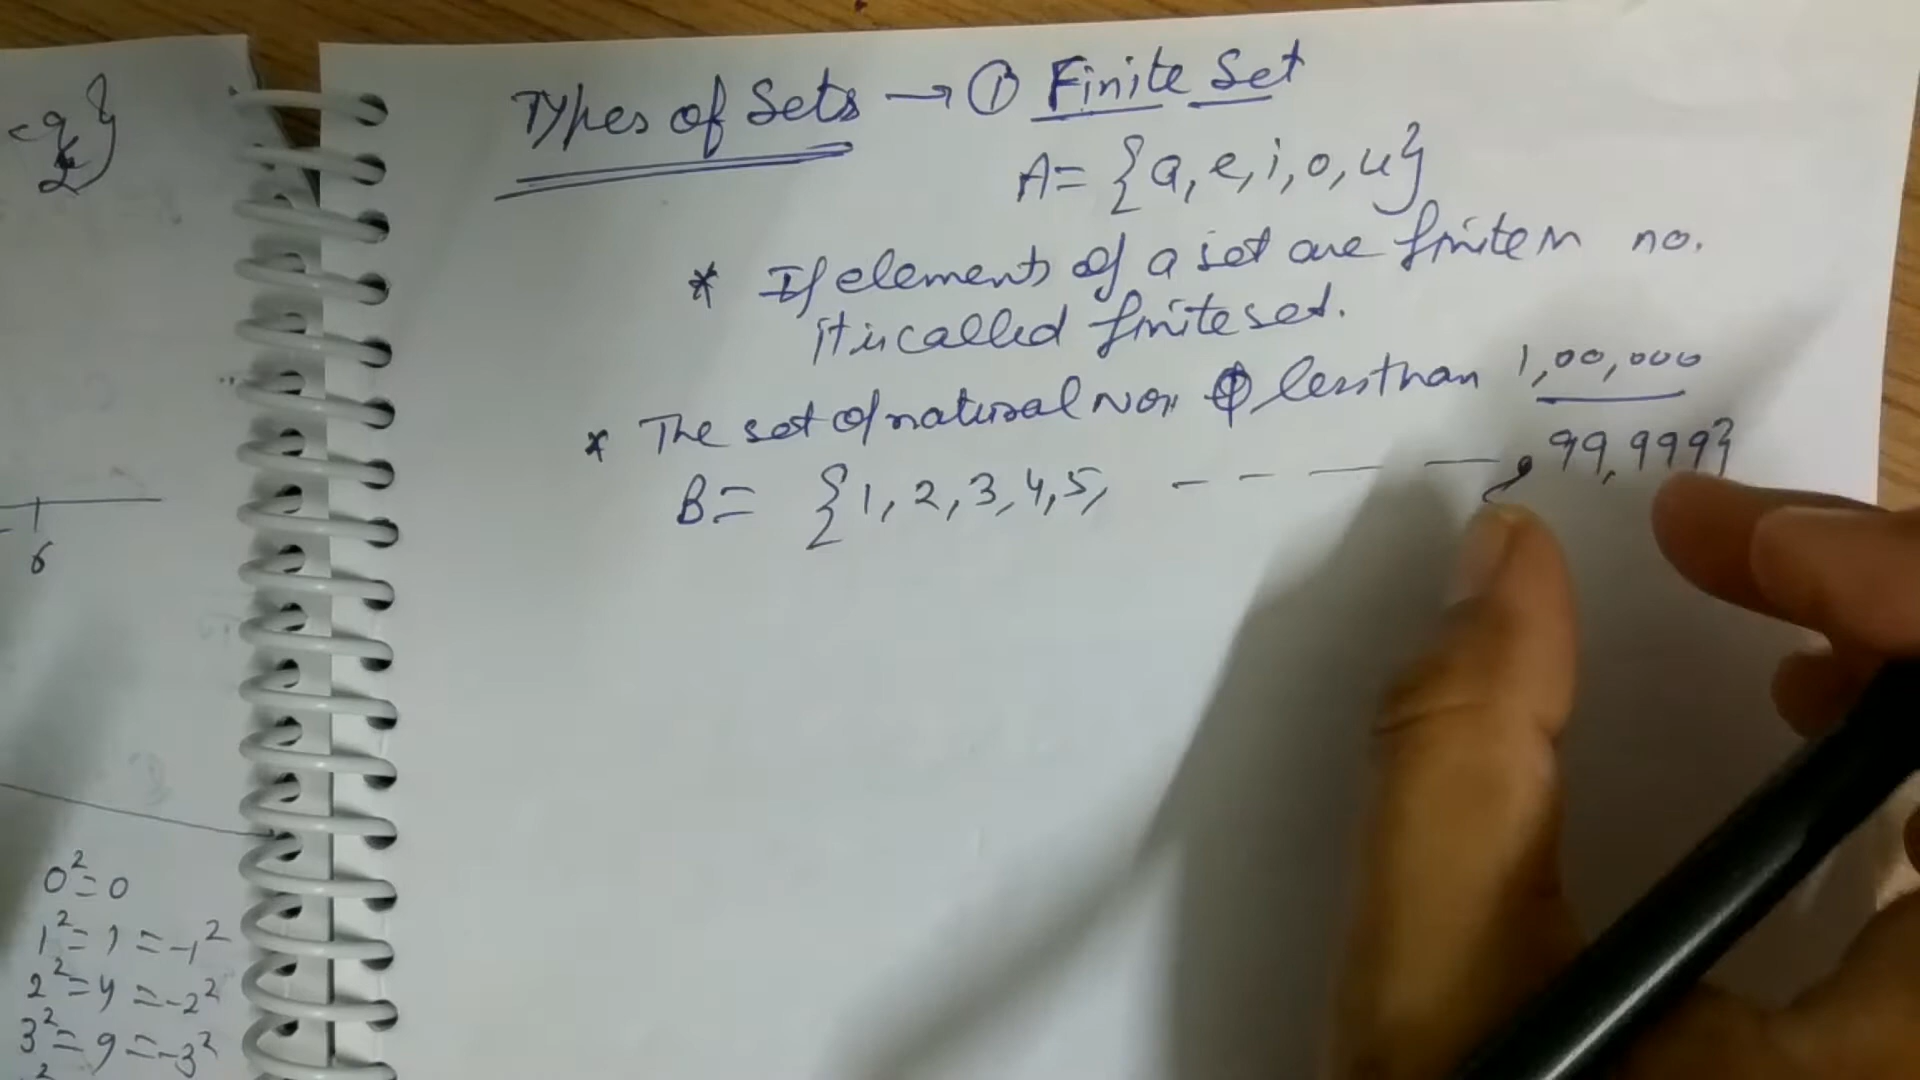 Types of Sets → ① Finite Set
A= {a, e, i, o, u}
* If elements of a set are finite in no.
it is called finite set.
* The set of natural Nos. less than 1,00,000
B= {1, 2, 3, 4, 5, - - - - , 99,999}
6
0²=0
1²=1=-1²
2²=4=-2²
3²=9=-3²